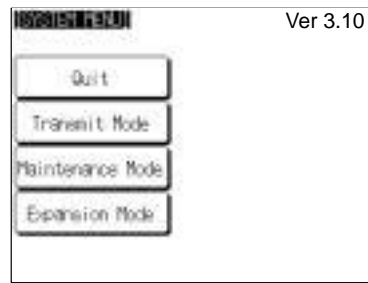 [SYSTEM MENU]
Ver 3.10
Quit
Transmit Mode
Maintenance Mode
Expansion Mode